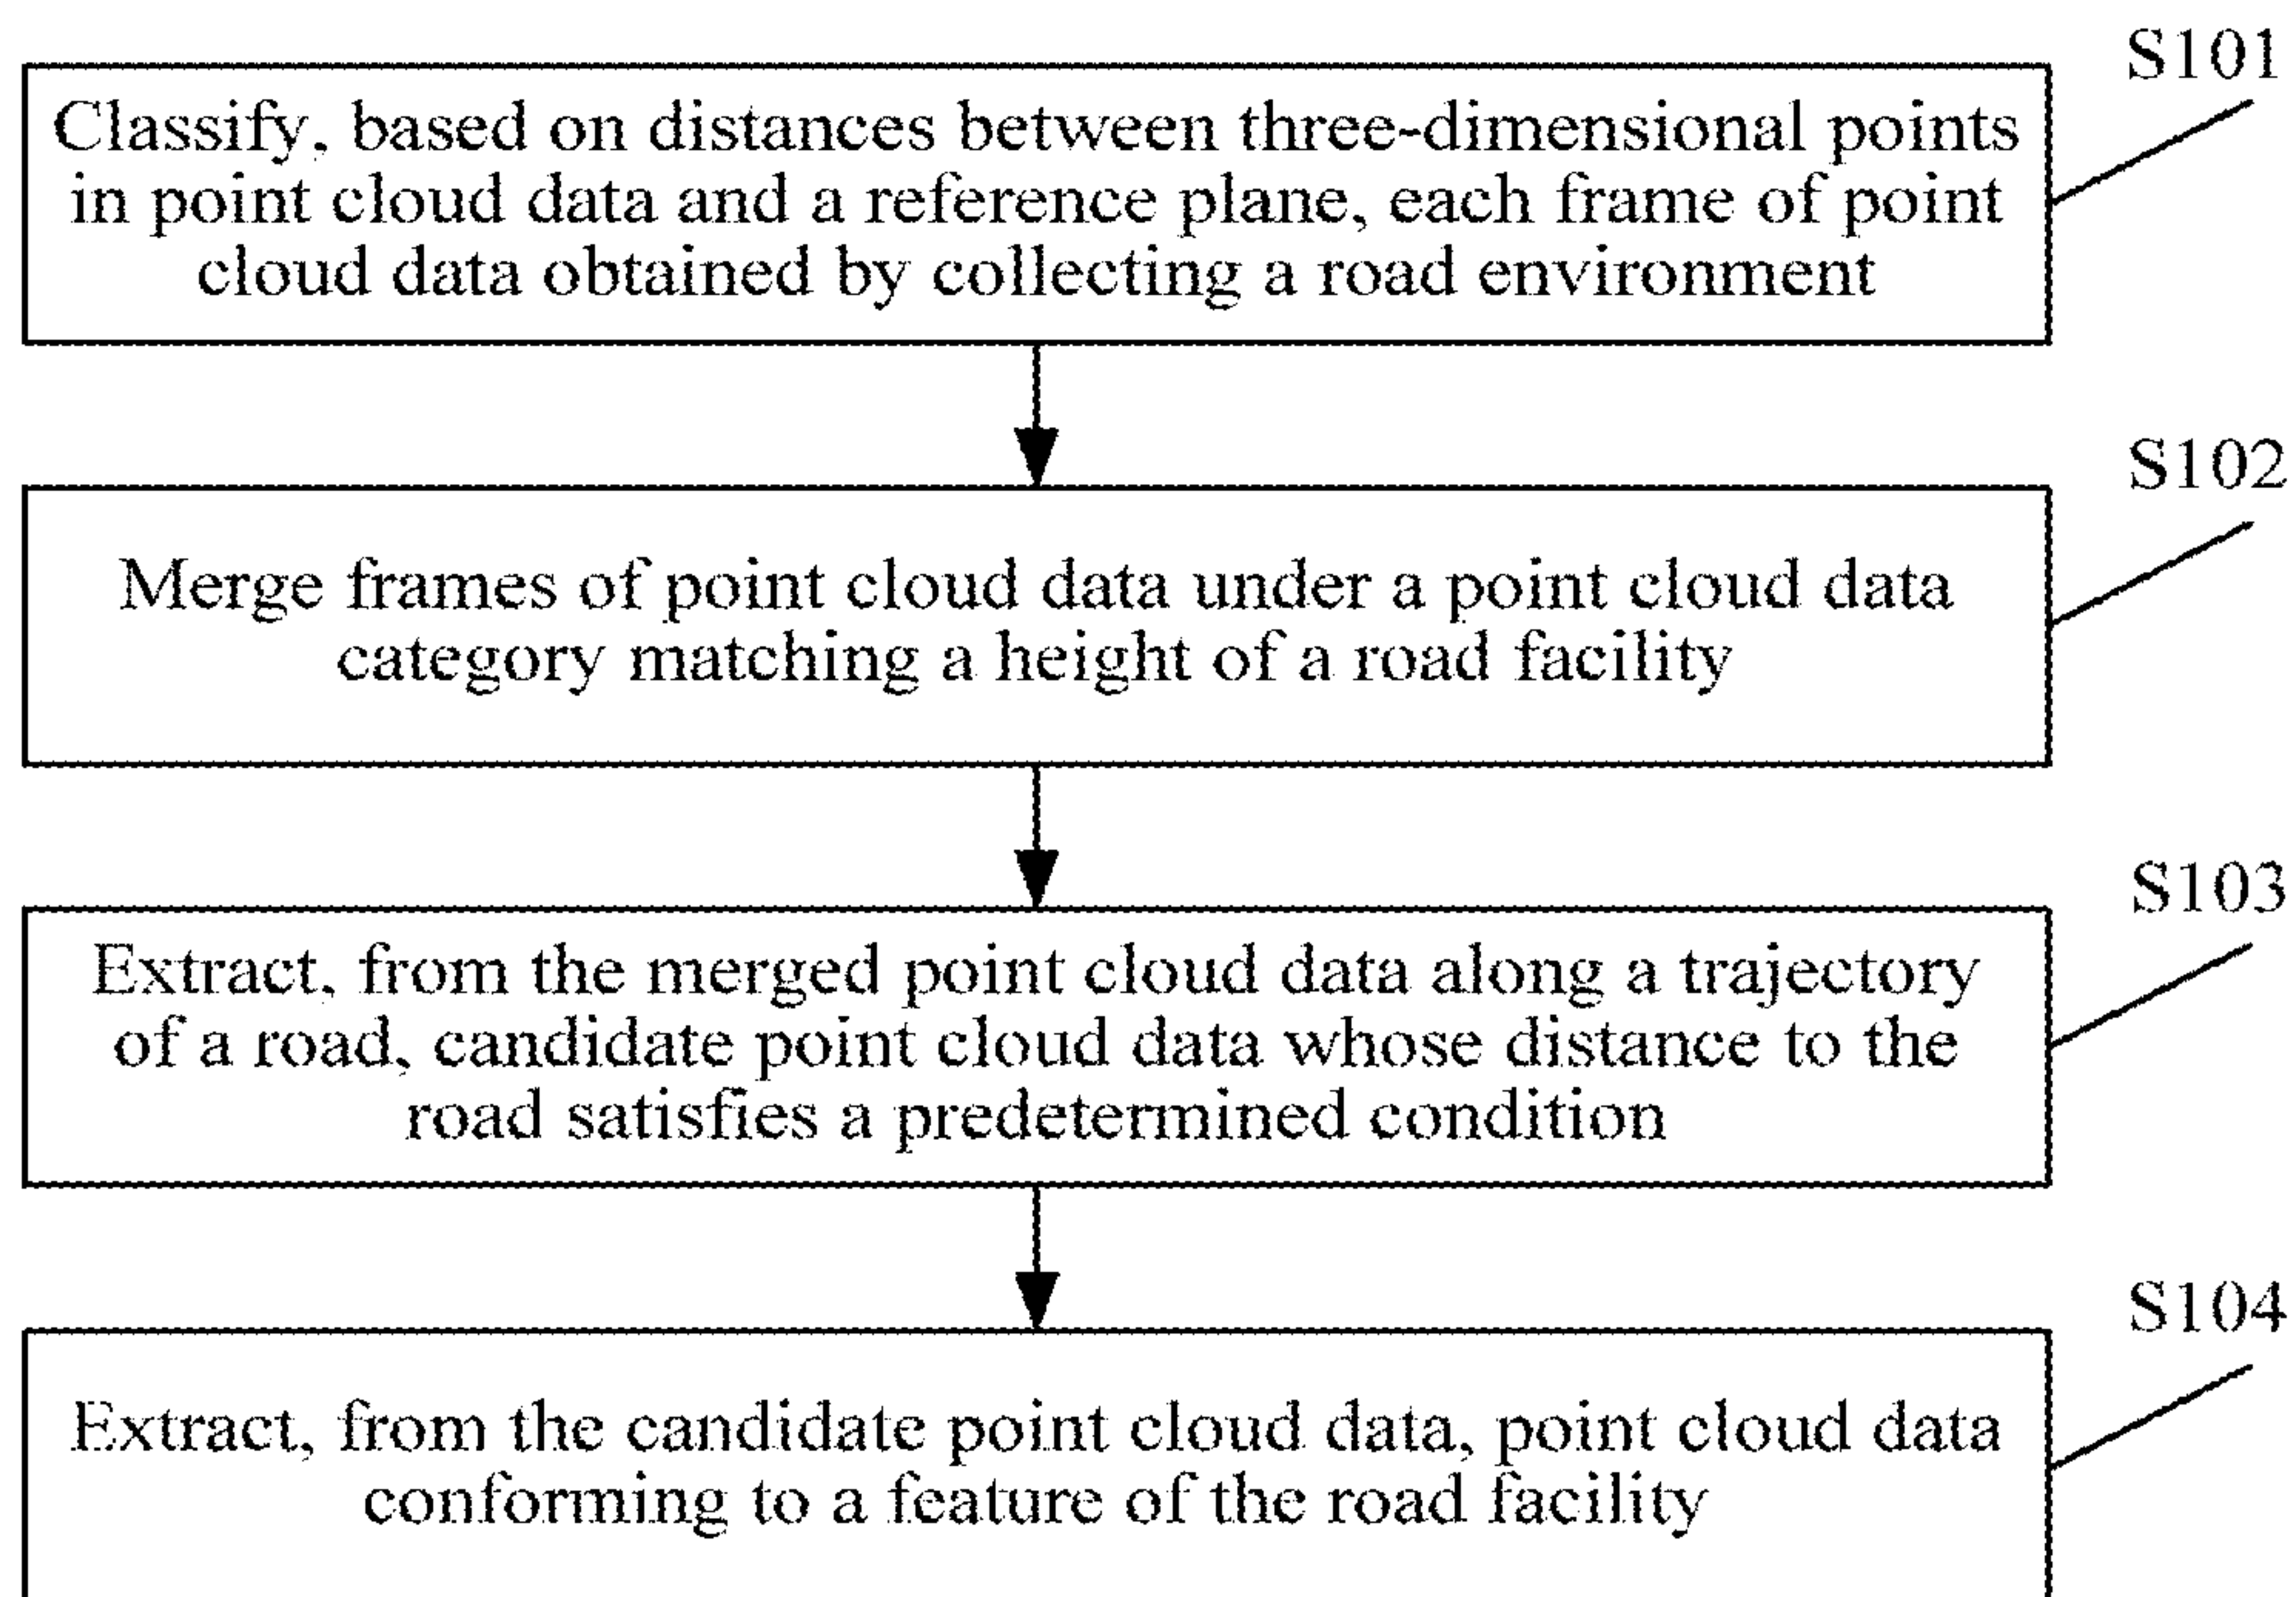 S101
Classify, based on distances between three-dimensional points
in point cloud data and a reference plane, each frame of point
cloud data obtained by collecting a road environment
S102
Merge frames of point cloud data under a point cloud data
category matching a height of a road facility
S103
Extract, from the merged point cloud data along a trajectory
of a road, candidate point cloud data whose distance to the
road satisfies a predetermined condition
S104
Extract, from the candidate point cloud data, point cloud data
conforming to a feature of the road facility